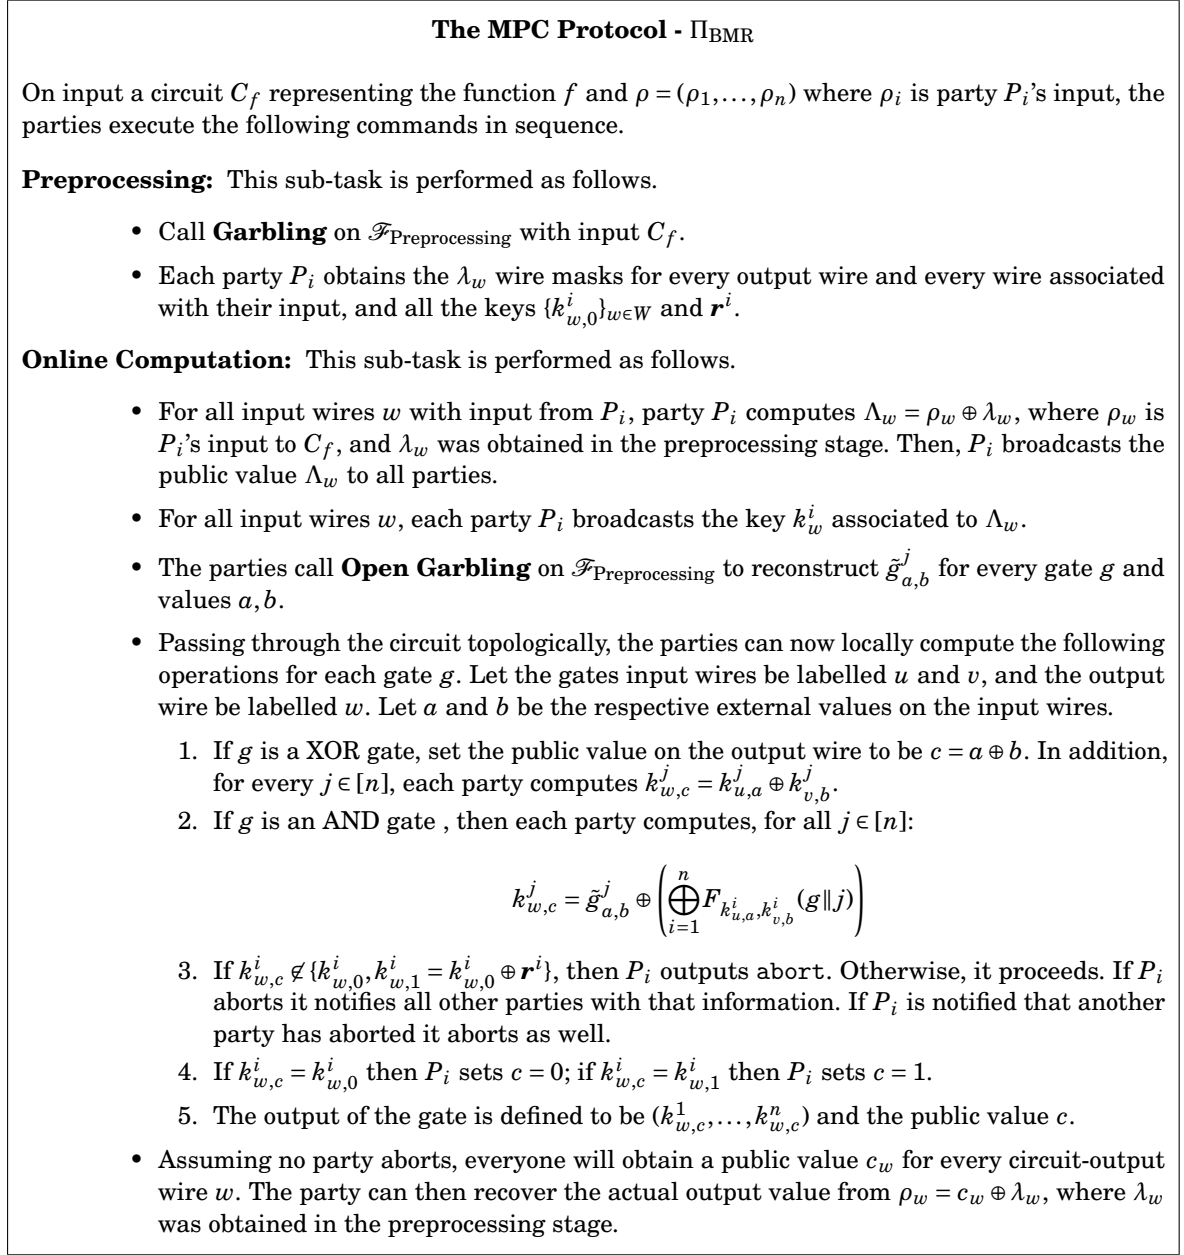 The MPC Protocol - Π_BMR
On input a circuit C_f representing the function f and ρ = (ρ_1,…,ρ_n) where ρ_i is party P_i's input, the
parties execute the following commands in sequence.
Preprocessing: This sub-task is performed as follows.
• Call Garbling on ℱ_Preprocessing with input C_f.
• Each party P_i obtains the λ_w wire masks for every output wire and every wire associated
with their input, and all the keys {k^i_{w,0}}_{w∈W} and r^i.
Online Computation: This sub-task is performed as follows.
• For all input wires w with input from P_i, party P_i computes Λ_w = ρ_w ⊕ λ_w, where ρ_w is
P_i's input to C_f, and λ_w was obtained in the preprocessing stage. Then, P_i broadcasts the
public value Λ_w to all parties.
• For all input wires w, each party P_i broadcasts the key k^i_w associated to Λ_w.
• The parties call Open Garbling on ℱ_Preprocessing to reconstruct g̃^j_{a,b} for every gate g and
values a, b.
• Passing through the circuit topologically, the parties can now locally compute the following
operations for each gate g. Let the gates input wires be labelled u and v, and the output
wire be labelled w. Let a and b be the respective external values on the input wires.
1. If g is a XOR gate, set the public value on the output wire to be c = a ⊕ b. In addition,
for every j ∈ [n], each party computes k^j_{w,c} = k^j_{u,a} ⊕ k^j_{v,b}.
2. If g is an AND gate , then each party computes, for all j ∈ [n]:
k^j_{w,c} = g̃^j_{a,b} ⊕ (⊕_{i=1}^{n} F_{k^i_{u,a}, k^i_{v,b}}(g‖j))
3. If k^i_{w,c} ∉ {k^i_{w,0}, k^i_{w,1} = k^i_{w,0} ⊕ r^i}, then P_i outputs abort. Otherwise, it proceeds. If P_i
aborts it notifies all other parties with that information. If P_i is notified that another
party has aborted it aborts as well.
4. If k^i_{w,c} = k^i_{w,0} then P_i sets c = 0; if k^i_{w,c} = k^i_{w,1} then P_i sets c = 1.
5. The output of the gate is defined to be (k^1_{w,c},…,k^n_{w,c}) and the public value c.
• Assuming no party aborts, everyone will obtain a public value c_w for every circuit-output
wire w. The party can then recover the actual output value from ρ_w = c_w ⊕ λ_w, where λ_w
was obtained in the preprocessing stage.